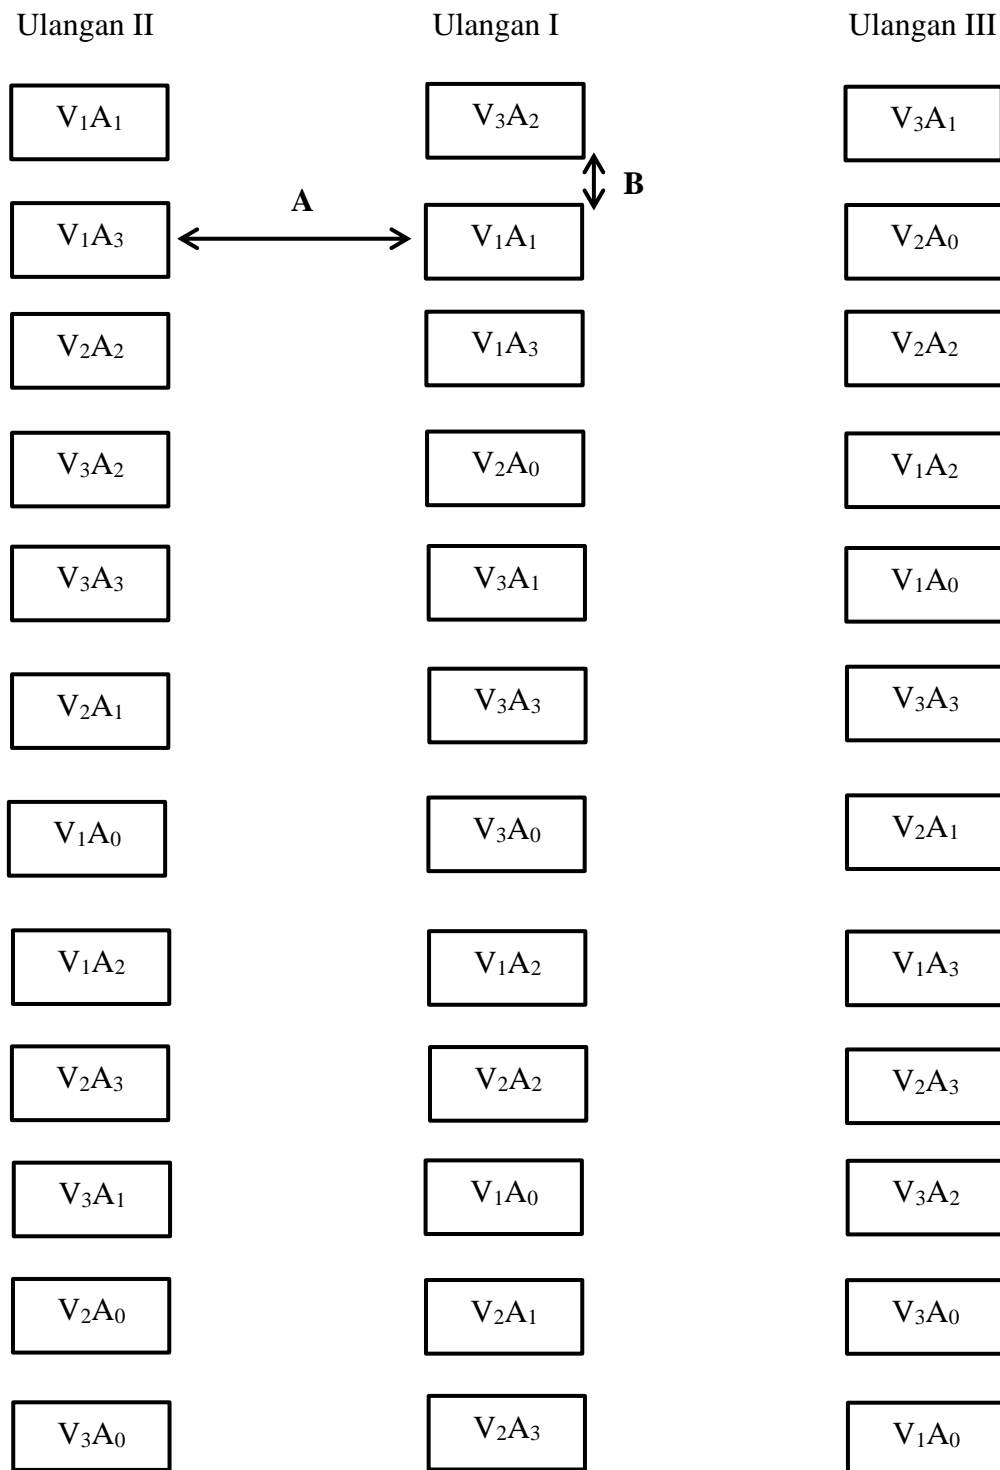 Ulangan II Ulangan I Ulangan III
V₁A₁ V₃A₂ V₃A₁
B
A
V₁A₃ V₁A₁ V₂A₀
V₂A₂ V₁A₃ V₂A₂
V₃A₂ V₂A₀ V₁A₂
V₃A₃ V₃A₁ V₁A₀
V₂A₁ V₃A₃ V₃A₃
V₁A₀ V₃A₀ V₂A₁
V₁A₂ V₁A₂ V₁A₃
V₂A₃ V₂A₂ V₂A₃
V₃A₁ V₁A₀ V₃A₂
V₂A₀ V₂A₁ V₃A₀
V₃A₀ V₂A₃ V₁A₀